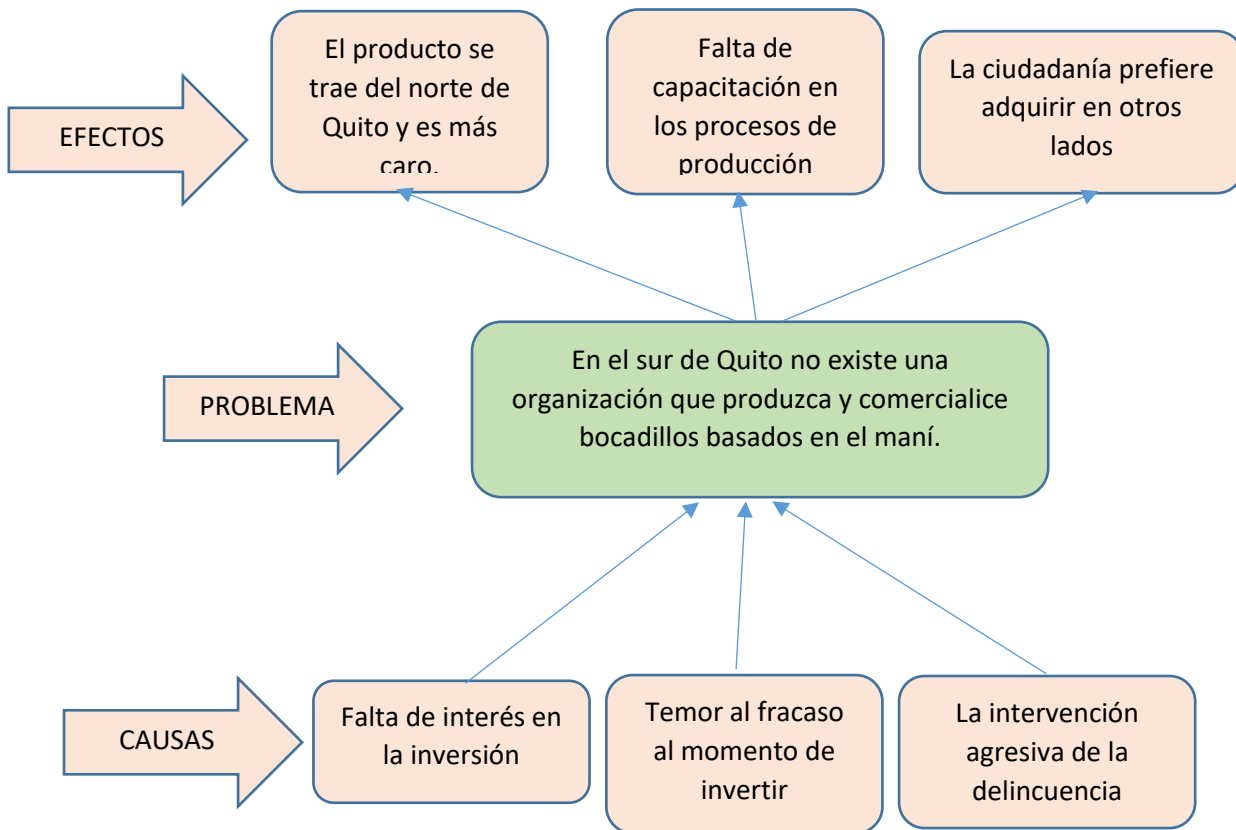 El producto se
trae del norte de
Quito y es más
caro.
Falta de
capacitación en
los procesos de
producción
La ciudadanía prefiere
adquirir en otros
lados
EFECTOS
En el sur de Quito no existe una
organización que produzca y comercialice
bocadillos basados en el maní.
PROBLEMA
Falta de interés en
la inversión
Temor al fracaso
al momento de
invertir
La intervención
agresiva de la
delincuencia
CAUSAS